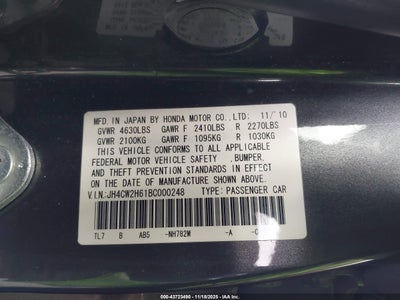 MFD. IN JAPAN BY HONDA MOTOR CO.,LTD. 11/'10
GVWR 4630LBS GAWR F 2410LBS R 2270LBS
GVWR 2100KG GAWR F 1095KG R 1030KG
THIS VEHICLE CONFORMS TO ALL APPLICABLE
FEDERAL MOTOR VEHICLE SAFETY ,BUMPER,
AND THEFT PREVENTION STANDARDS IN EFFECT
ON THE DATE OF MANUFACTURE SHOWN ABOVE.
V.I.N.:JH4CW2H61BC000248 TYPE: PASSENGER CAR
TL7 B AB5 -NH782M -A -C
© IAA 43723490 - 11/18/2025 - IAAI.COM